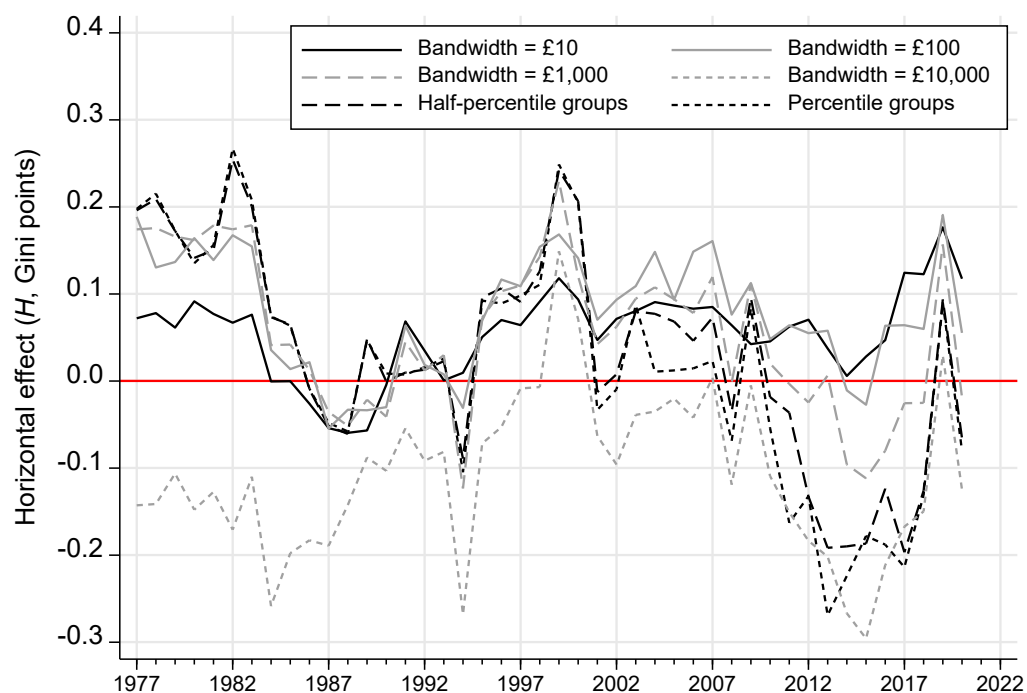 0.4
0.3
0.2
0.1
0.0
-0.1
-0.2
-0.3
Horizontal effect (H, Gini points)
Bandwidth = £10
Bandwidth = £100
Bandwidth = £1,000
Bandwidth = £10,000
Half-percentile groups
Percentile groups
1977 1982 1987 1992 1997 2002 2007 2012 2017 2022